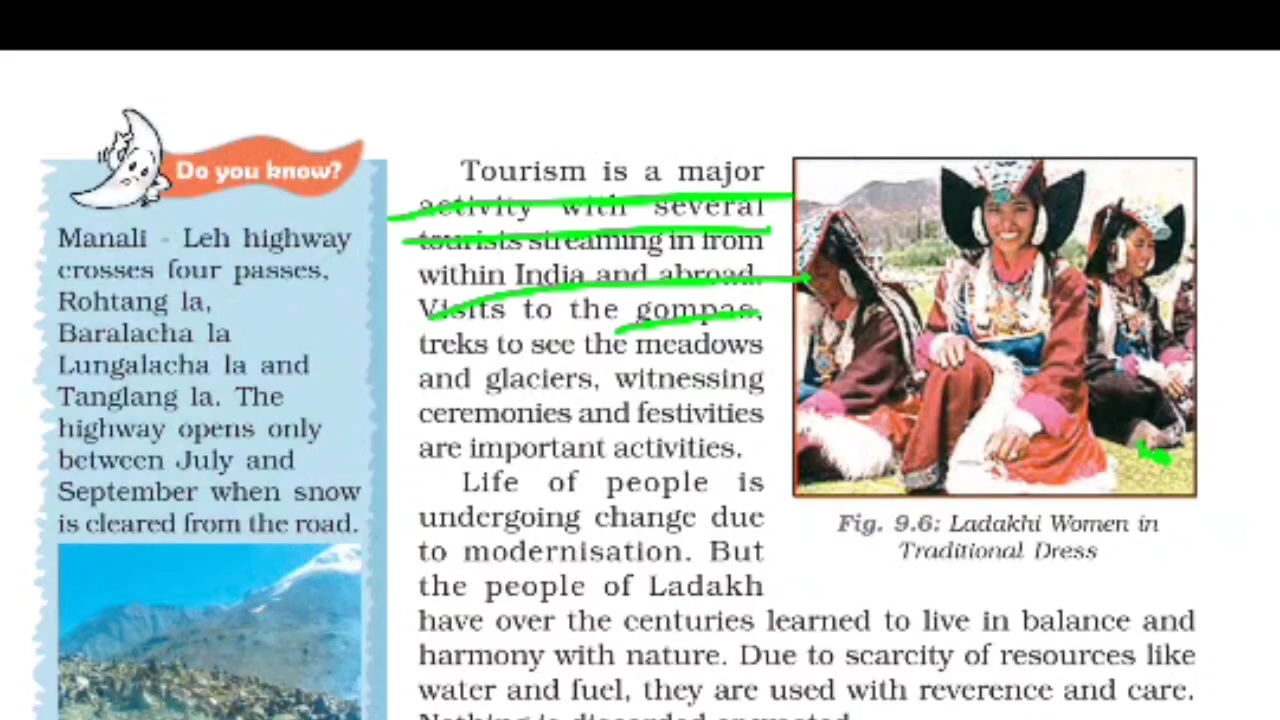 Do you know?
Manali - Leh highway
crosses four passes,
Rohtang la,
Baralacha la
Lungalacha la and
Tanglang la. The
highway opens only
between July and
September when snow
is cleared from the road.
Tourism is a major
activity with several
tourists streaming in from
within India and abroad.
Visits to the gompas,
treks to see the meadows
and glaciers, witnessing
ceremonies and festivities
are important activities.
Life of people is
undergoing change due
to modernisation. But
the people of Ladakh
have over the centuries learned to live in balance and
harmony with nature. Due to scarcity of resources like
water and fuel, they are used with reverence and care.
Nothing is discarded
Fig. 9.6: Ladakhi Women in
Traditional Dress